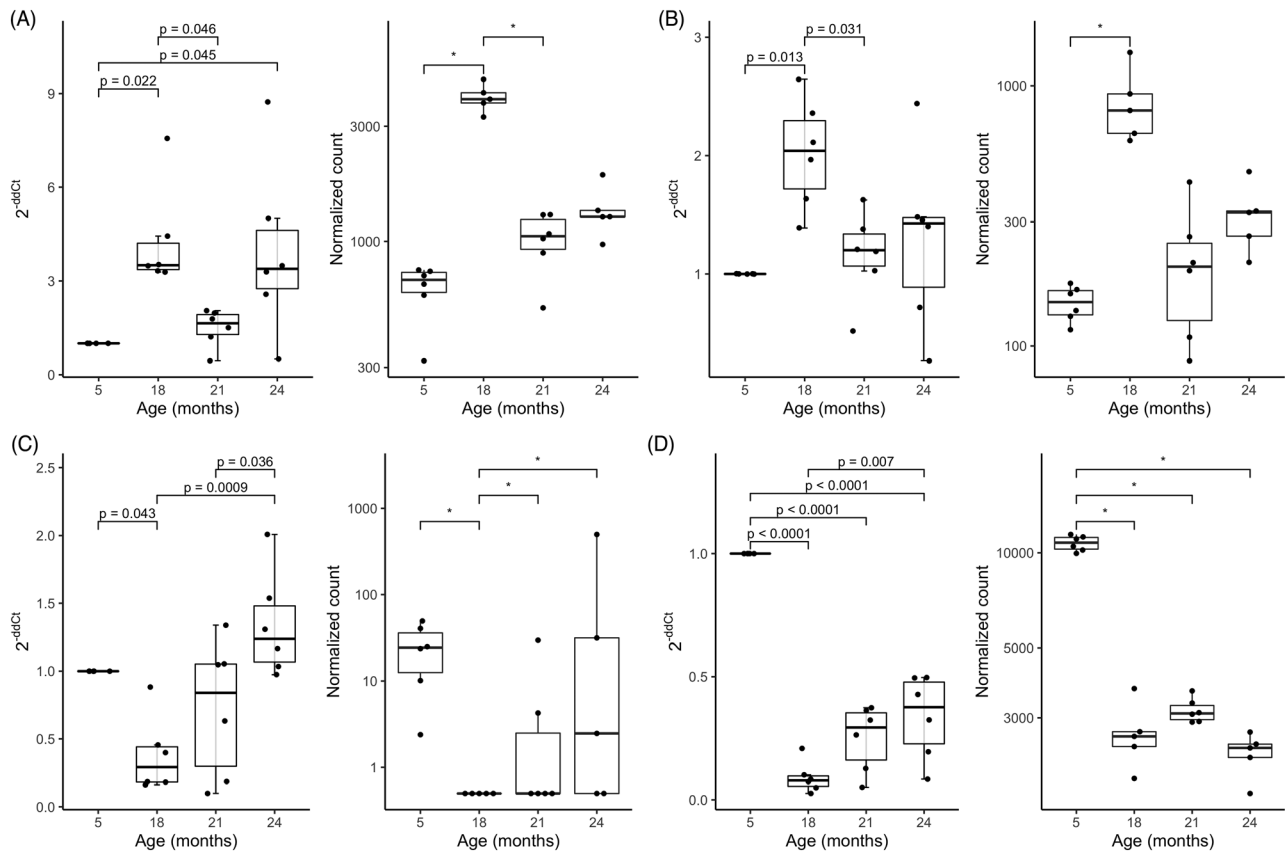 (A)
p = 0.046
p = 0.045
p = 0.022
9
6
3
0
2^-ddCt
5 18 21 24
Age (months)
*
*
3000
1000
300
Normalized count
5 18 21 24
Age (months)
(B)
p = 0.031
p = 0.013
3
2
1
2^-ddCt
5 18 21 24
Age (months)
*
1000
300
100
Normalized count
5 18 21 24
Age (months)
(C)
p = 0.036
p = 0.0009
p = 0.043
2.5
2.0
1.5
1.0
0.5
0.0
2^-ddCt
5 18 21 24
Age (months)
*
*
*
1000
100
10
1
Normalized count
5 18 21 24
Age (months)
(D)
p = 0.007
p < 0.0001
p < 0.0001
p < 0.0001
1.0
0.5
0.0
2^-ddCt
5 18 21 24
Age (months)
*
*
*
10000
5000
3000
Normalized count
5 18 21 24
Age (months)